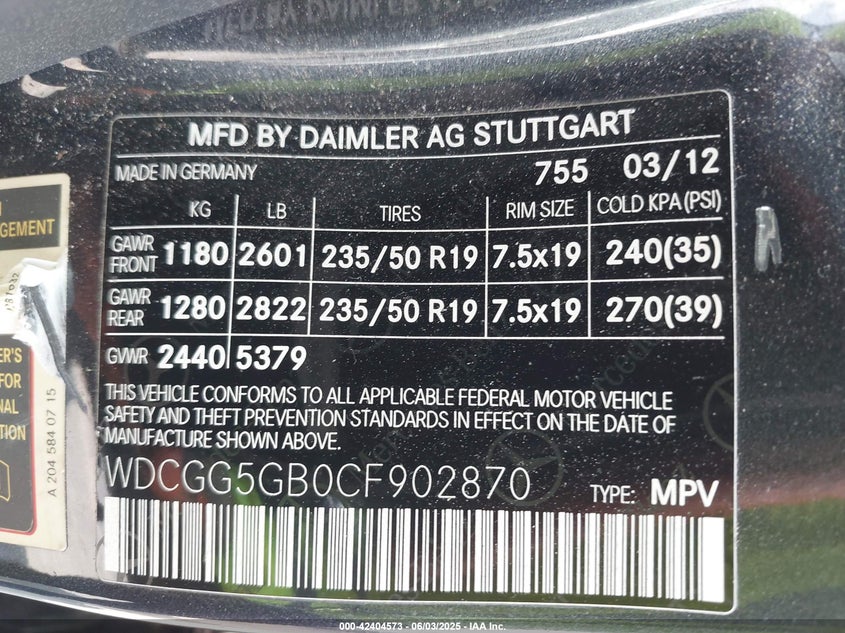 MFD BY DAIMLER AG STUTTGART
MADE IN GERMANY 755 03/12
KG LB TIRES RIM SIZE COLD KPA(PSI)
GAWR FRONT 1180 2601 235/50 R19 7.5x19 240(35)
GAWR REAR 1280 2822 235/50 R19 7.5x19 270(39)
GVWR 2440 5379
THIS VEHICLE CONFORMS TO ALL APPLICABLE FEDERAL MOTOR VEHICLE
SAFETY AND THEFT PREVENTION STANDARDS IN EFFECT ON THE DATE OF
MANUFACTURE SHOWN ABOVE.
WDCGG5GB0CF902870 TYPE: MPV
A 204 584 07 15
000-42404573 - 06/03/2025 - IAA Inc.